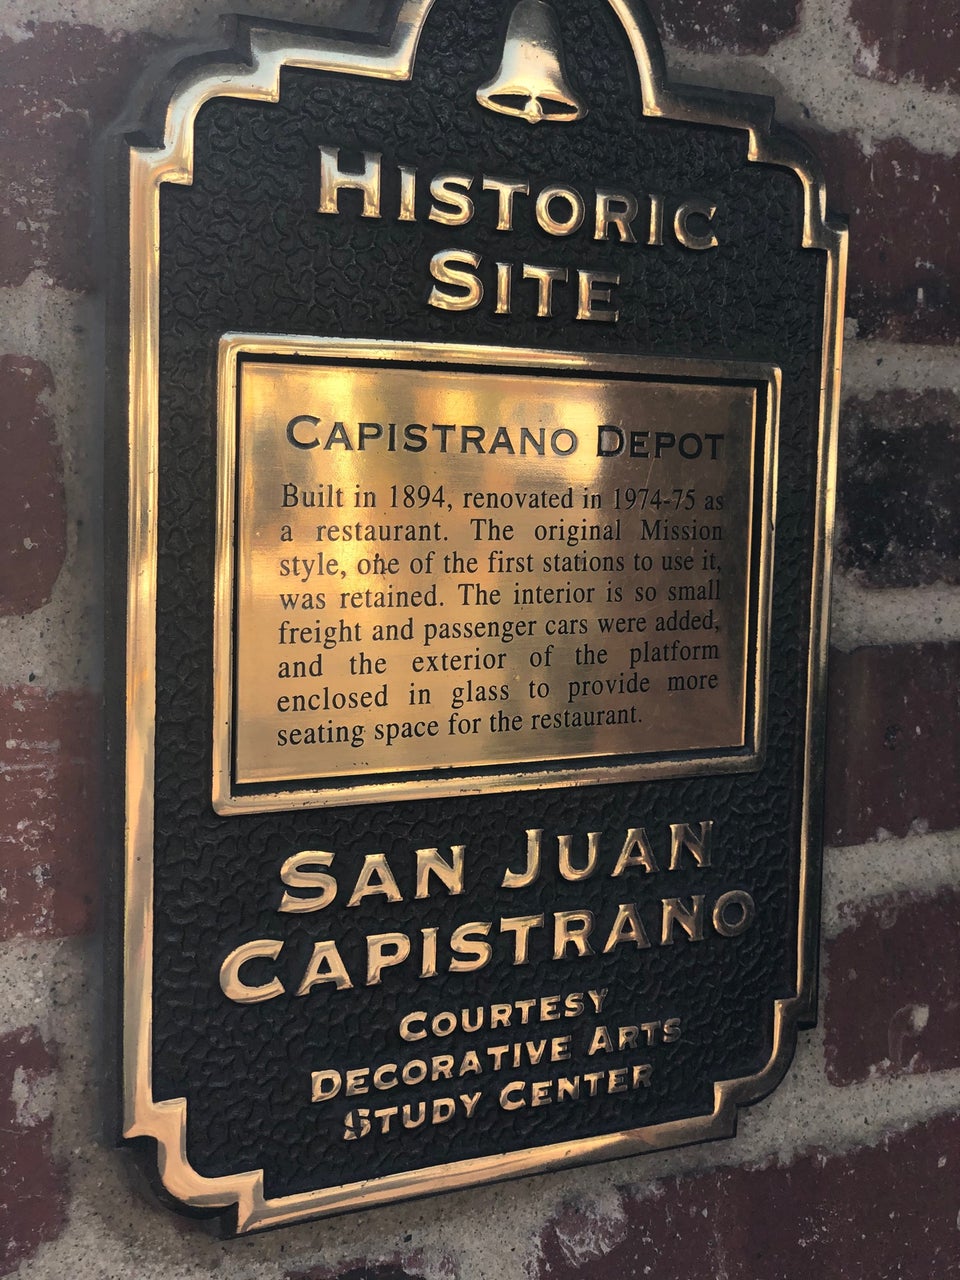 HISTORIC
SITE
CAPISTRANO DEPOT
Built in 1894, renovated in 1974-75 as
a restaurant. The original Mission
style, one of the first stations to use it,
was retained. The interior is so small
freight and passenger cars were added,
and the exterior of the platform
enclosed in glass to provide more
seating space for the restaurant.
SAN JUAN
CAPISTRANO
COURTESY
DECORATIVE ARTS
STUDY CENTER